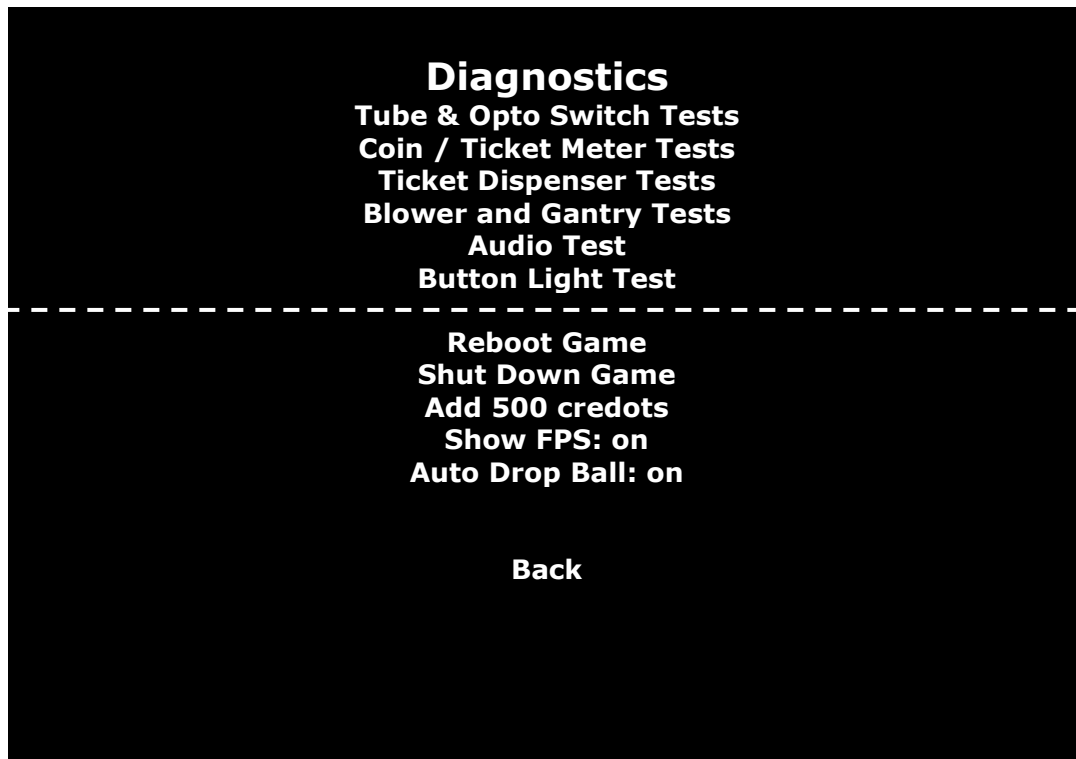 Diagnostics
Tube & Opto Switch Tests
Coin / Ticket Meter Tests
Ticket Dispenser Tests
Blower and Gantry Tests
Audio Test
Button Light Test
Reboot Game
Shut Down Game
Add 500 credots
Show FPS: on
Auto Drop Ball: on
Back